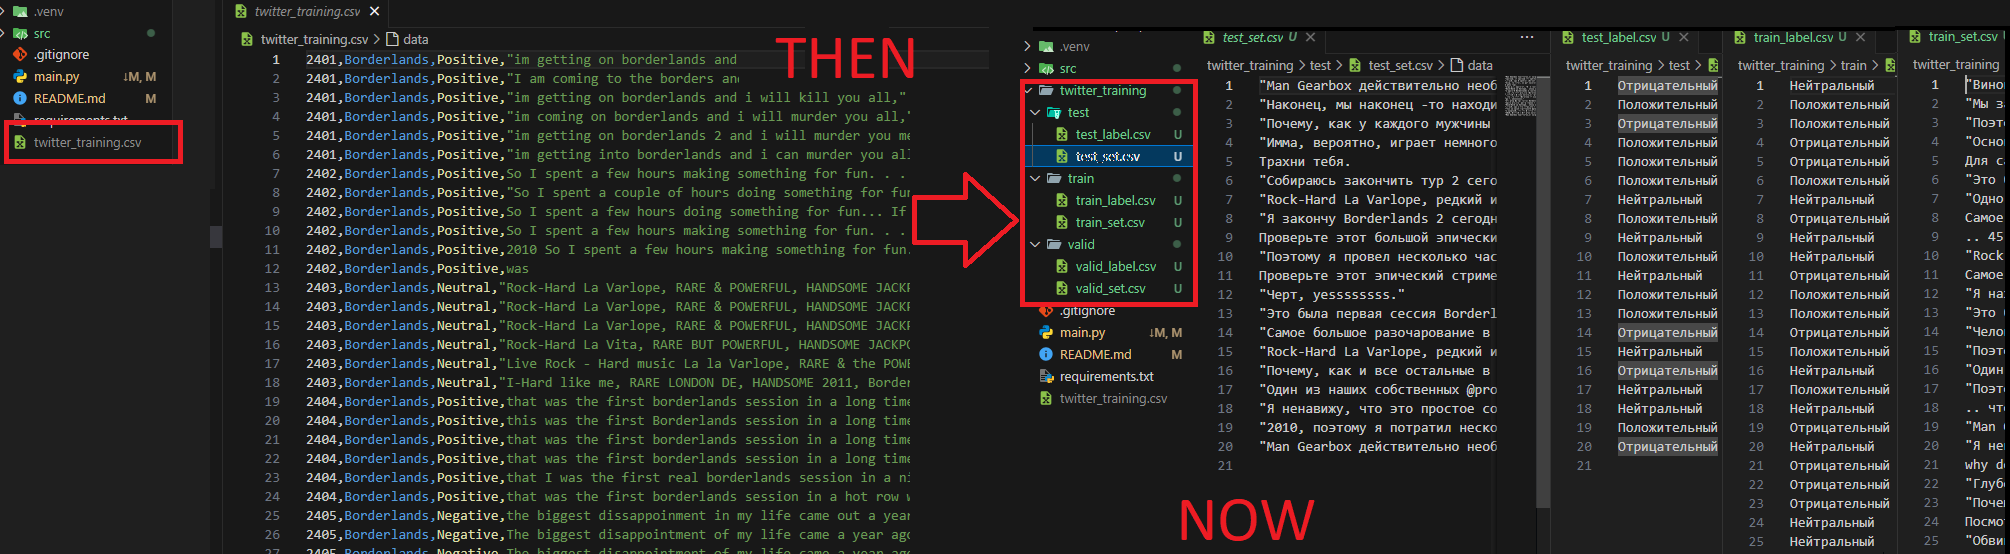 .venv
src
.gitignore
main.py ↓M, M
README.md M
requirements.txt
twitter_training.csv
twitter_training.csv ×
twitter_training.csv > data
1 2401,Borderlands,Positive,"im getting on borderlands and
2 2401,Borderlands,Positive,"I am coming to the borders an
3 2401,Borderlands,Positive,"im getting on borderlands and i will kill you all,"
4 2401,Borderlands,Positive,"im coming on borderlands and i will murder you all,"
5 2401,Borderlands,Positive,"im getting on borderlands 2 and i will murder you me
6 2401,Borderlands,Positive,"im getting into borderlands and i can murder you all
7 2402,Borderlands,Positive,So I spent a few hours making something for fun. . .
8 2402,Borderlands,Positive,"So I spent a couple of hours doing something for fun
9 2402,Borderlands,Positive,So I spent a few hours doing something for fun... If
10 2402,Borderlands,Positive,So I spent a few hours making something for fun. . .
11 2402,Borderlands,Positive,2010 So I spent a few hours making something for fun.
12 2402,Borderlands,Positive,was
13 2403,Borderlands,Neutral,"Rock-Hard La Varlope, RARE & POWERFUL, HANDSOME JACKP
14 2403,Borderlands,Neutral,"Rock-Hard La Varlope, RARE & POWERFUL, HANDSOME JACKP
15 2403,Borderlands,Neutral,"Rock-Hard La Varlope, RARE & POWERFUL, HANDSOME JACKP
16 2403,Borderlands,Neutral,"Rock-Hard La Vita, RARE BUT POWERFUL, HANDSOME JACKPO
17 2403,Borderlands,Neutral,"Live Rock - Hard music La la Varlope, RARE & the POWE
18 2403,Borderlands,Neutral,"I-Hard like me, RARE LONDON DE, HANDSOME 2011, Border
19 2404,Borderlands,Positive,that was the first borderlands session in a long time
20 2404,Borderlands,Positive,this was the first Borderlands session in a long time
21 2404,Borderlands,Positive,that was the first borderlands session in a long time
22 2404,Borderlands,Positive,that was the first borderlands session in a long time
23 2404,Borderlands,Positive,that I was the first real borderlands session in a ni
24 2404,Borderlands,Positive,that was the first borderlands session in a hot row w
25 2405,Borderlands,Negative,the biggest dissappoinment in my life came out a year
26 2405,Borderlands,Negative,The biggest disappointment of my life came a year ago
2405,Borderlands,Negative,The biggest disappointment of my life came a year ago
THEN
.venv
src
twitter_training
test
test_label.csv U
test_set.csv U
train
train_label.csv U
train_set.csv U
valid
valid_label.csv U
valid_set.csv U
.gitignore
main.py ↓M, M
README.md M
requirements.txt
twitter_training.csv
test_set.csv U × ...
twitter_training > test > test_set.csv > data
1 "Man Gearbox действительно необ
2 "Наконец, мы наконец -то находи
3 "Почему, как у каждого мужчины
4 "Имма, вероятно, играет немного
5 Трахни тебя.
6 "Собираюсь закончить тур 2 сего
7 "Rock-Hard La Varlope, редкий и
8 "Я закончу Borderlands 2 сегодн
9 Проверьте этот большой эпически
10 "Поэтому я провел несколько час
11 Проверьте этот эпический стриме
12 "Черт, yessssssss."
13 "Это была первая сессия Borderl
14 "Самое большое разочарование в
15 "Rock-Hard La Varlope, редкий и
16 "Почему, как и все остальные в
17 "Один из наших собственных @pro
18 "Я ненавижу, что это простое со
19 "2010, поэтому я потратил неско
20 "Man Gearbox действительно необ
21
test_label.csv U ×
twitter_training > test >
1 Отрицательный
2 Положительный
3 Отрицательный
4 Положительный
5 Положительный
6 Положительный
7 Нейтральный
8 Положительный
9 Нейтральный
10 Положительный
11 Нейтральный
12 Положительный
13 Положительный
14 Отрицательный
15 Нейтральный
16 Отрицательный
17 Нейтральный
18 Нейтральный
19 Положительный
20 Отрицательный
21
train_label.csv U ×
twitter_training > train >
1 Нейтральный
2 Положительный
3 Положительный
4 Отрицательный
5 Положительный
6 Положительный
7 Положительный
8 Отрицательный
9 Нейтральный
10 Нейтральный
11 Отрицательный
12 Нейтральный
13 Положительный
14 Отрицательный
15 Положительный
16 Нейтральный
17 Положительный
18 Нейтральный
19 Отрицательный
20 Нейтральный
21 Отрицательный
22 Отрицательный
23 Отрицательный
24 Нейтральный
25 Нейтральный
train_set.csv U
twitter_training
1 "Вино
2 "Мы з
3 "Поэт
4 "Осно
5 Для с
6 "Это
7 "Одно
8 Самое
9 .. 45
10 "Rock
11 Самое
12 "Я на
13 "Это
14 "Чело
15 "Поэт
16 "Один
17 "Поэт
18 .. чт
19 "Man
20 "Я не
21 why d
22 "Глуб
23 "Поче
24 Посмо
25 "Обви
NOW